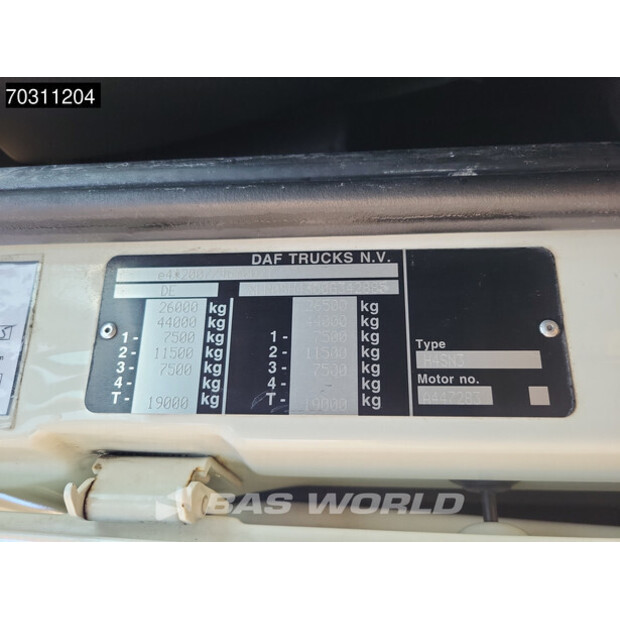 70311204
DAF TRUCKS N.V.
DE
26000 kg kg
44000 kg 44000 kg
1- 7500 kg 1- 7500 kg
2- 11500 kg 2- 11500 kg
3- 7500 kg 3- 7500 kg
4- kg 4- kg
T- 19000 kg T- 19000 kg
Type
Motor no.
BAS WORLD